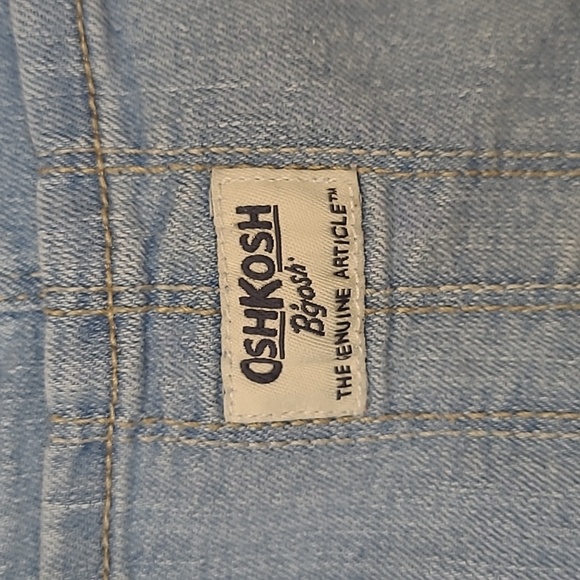 OSHKOSH
B'gosh.
THE GENUINE ARTICLE™